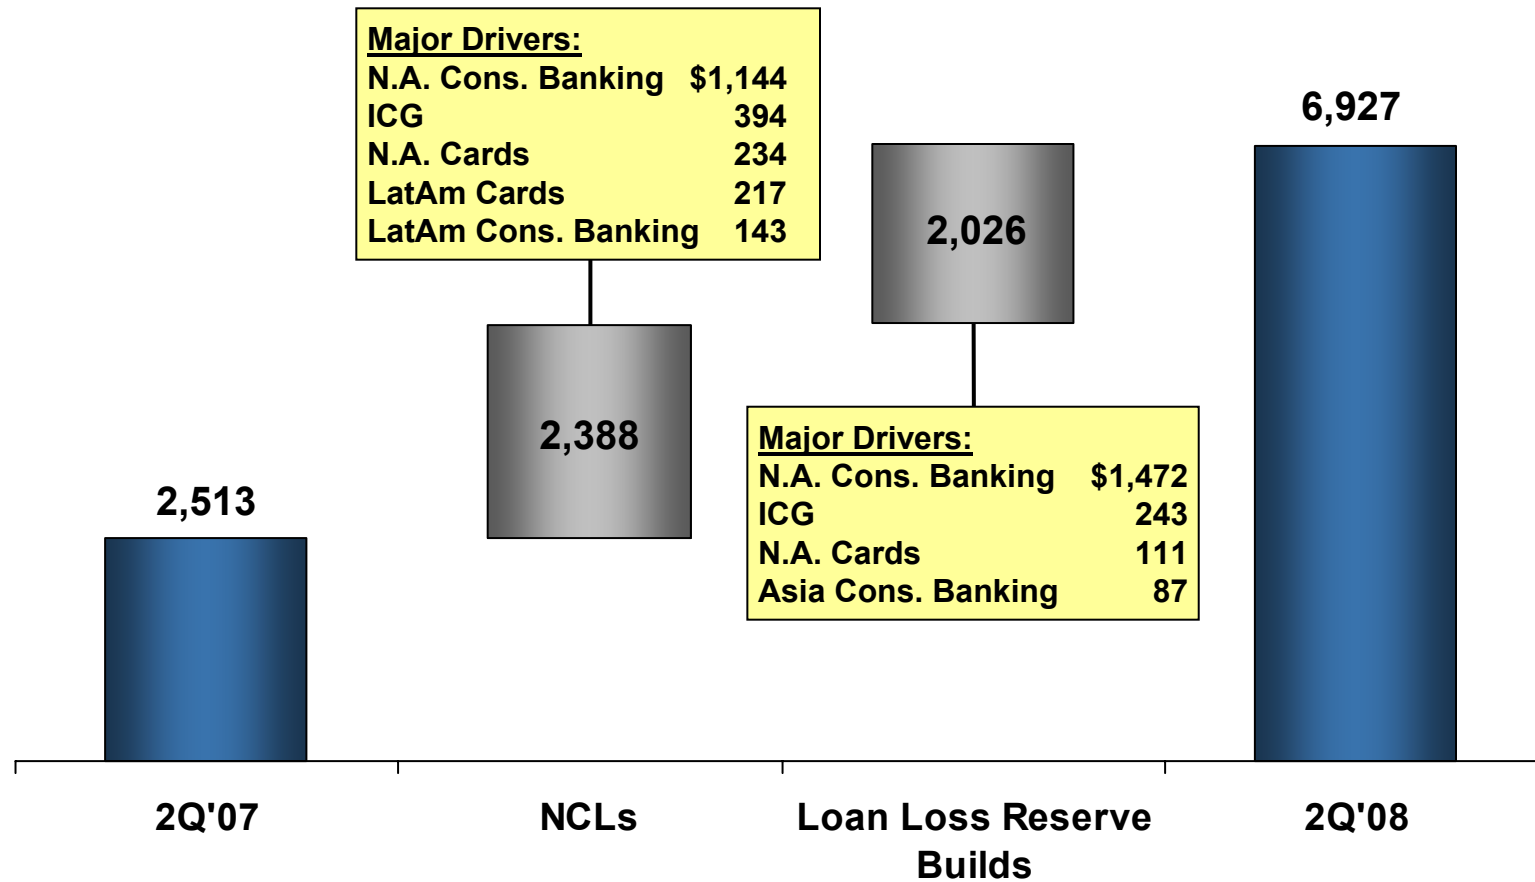 Major Drivers:
N.A. Cons. Banking $1,144
ICG 394
N.A. Cards 234
LatAm Cards 217
LatAm Cons. Banking 143
6,927
2,026
2,388
Major Drivers:
N.A. Cons. Banking $1,472
ICG 243
N.A. Cards 111
Asia Cons. Banking 87
2,513
2Q'07 NCLs Loan Loss Reserve 2Q'08
Builds